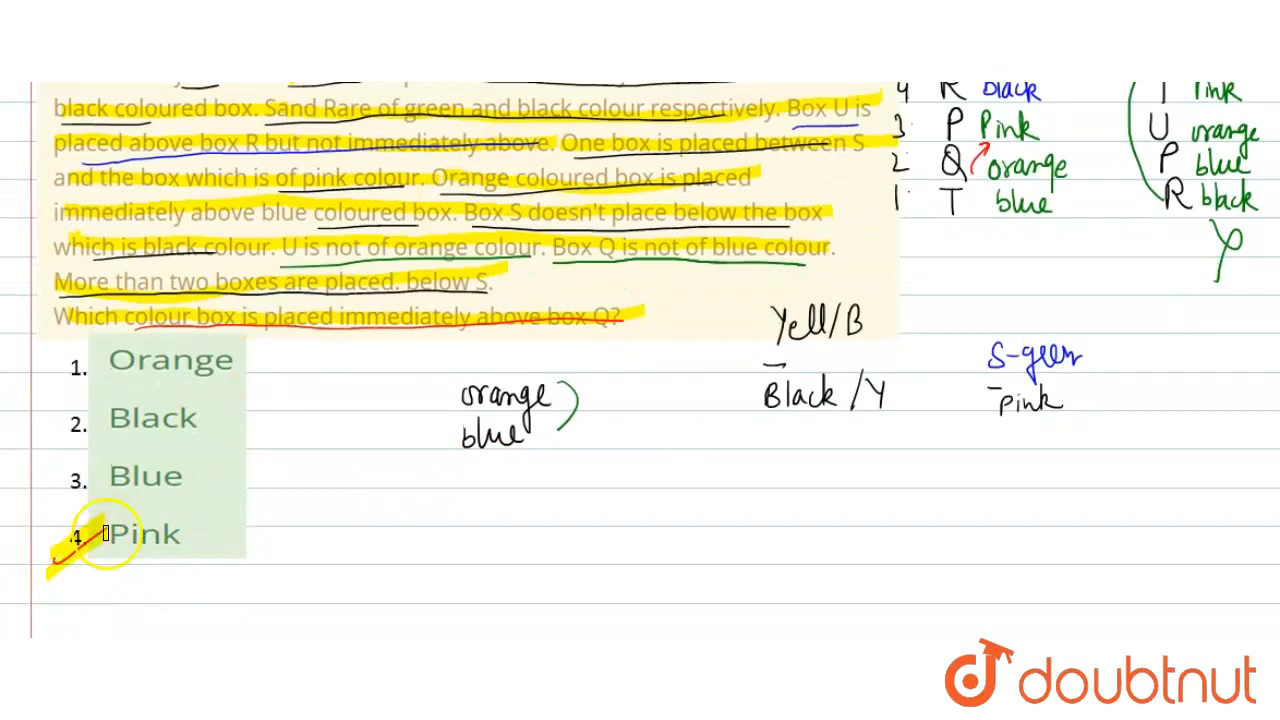 black coloured box. Sand Rare of green and black colour respectively. Box U is
placed above box R but not immediately above. One box is placed between S
and the box which is of pink colour. Orange coloured box is placed
immediately above blue coloured box. Box S doesn't place below the box
which is black colour. U is not of orange colour. Box Q is not of blue colour.
More than two boxes are placed. below S.
Which colour box is placed immediately above box Q?
1. Orange
2. Black
3. Blue
4. Pink
4 R black
3 P Pink
2 Q orange
1 T blue
Pink
U orange
P blue
R black
Yell/B
Black/Y
S-green
Pink
orange
blue
doubtnut